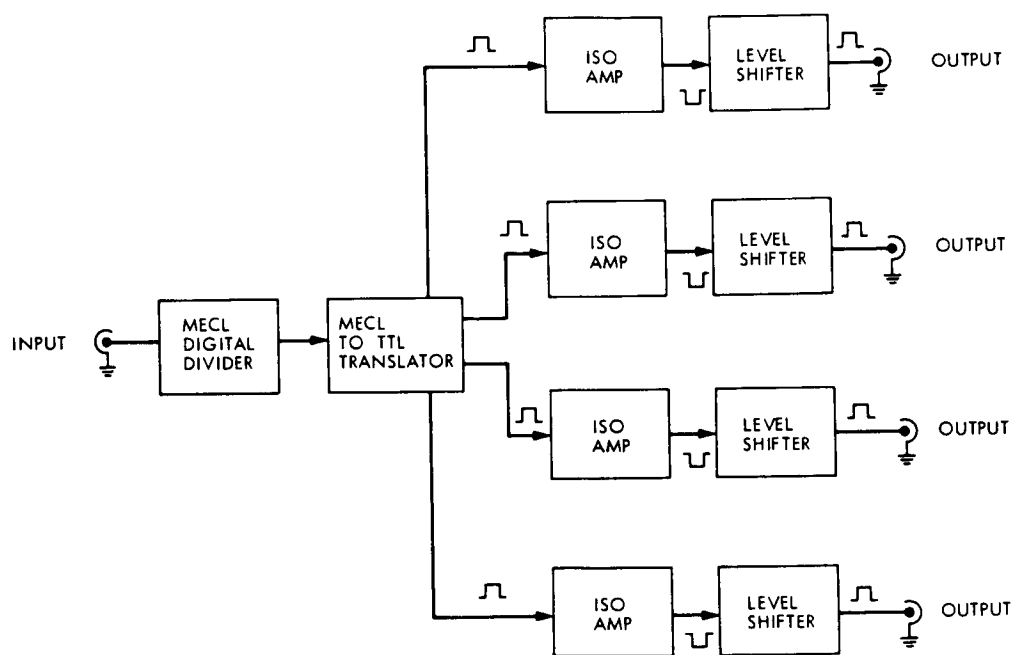 ISO
AMP
LEVEL
SHIFTER
OUTPUT
ISO
AMP
LEVEL
SHIFTER
OUTPUT
INPUT
MECL
DIGITAL
DIVIDER
MECL
TO TTL
TRANSLATOR
ISO
AMP
LEVEL
SHIFTER
OUTPUT
ISO
AMP
LEVEL
SHIFTER
OUTPUT